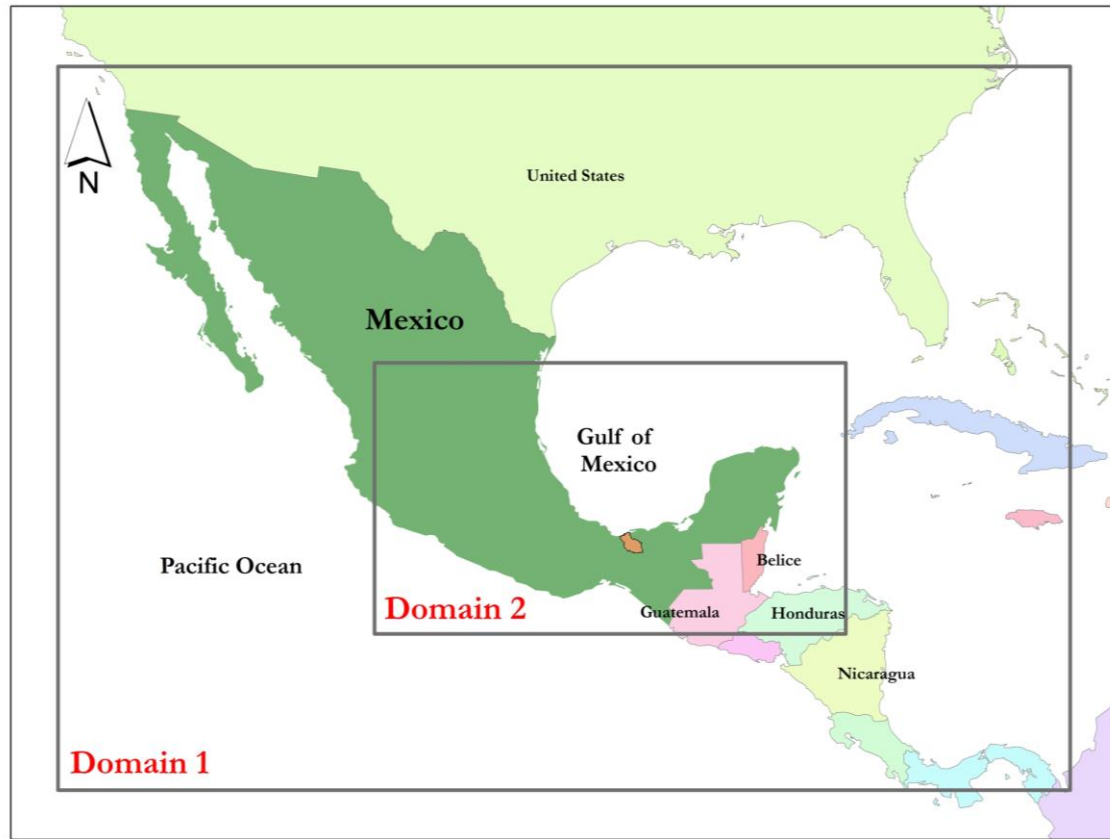 N
United States
Mexico
Gulf of
Mexico
Pacific Ocean
Belice
Domain 2
Guatemala
Honduras
Nicaragua
Domain 1